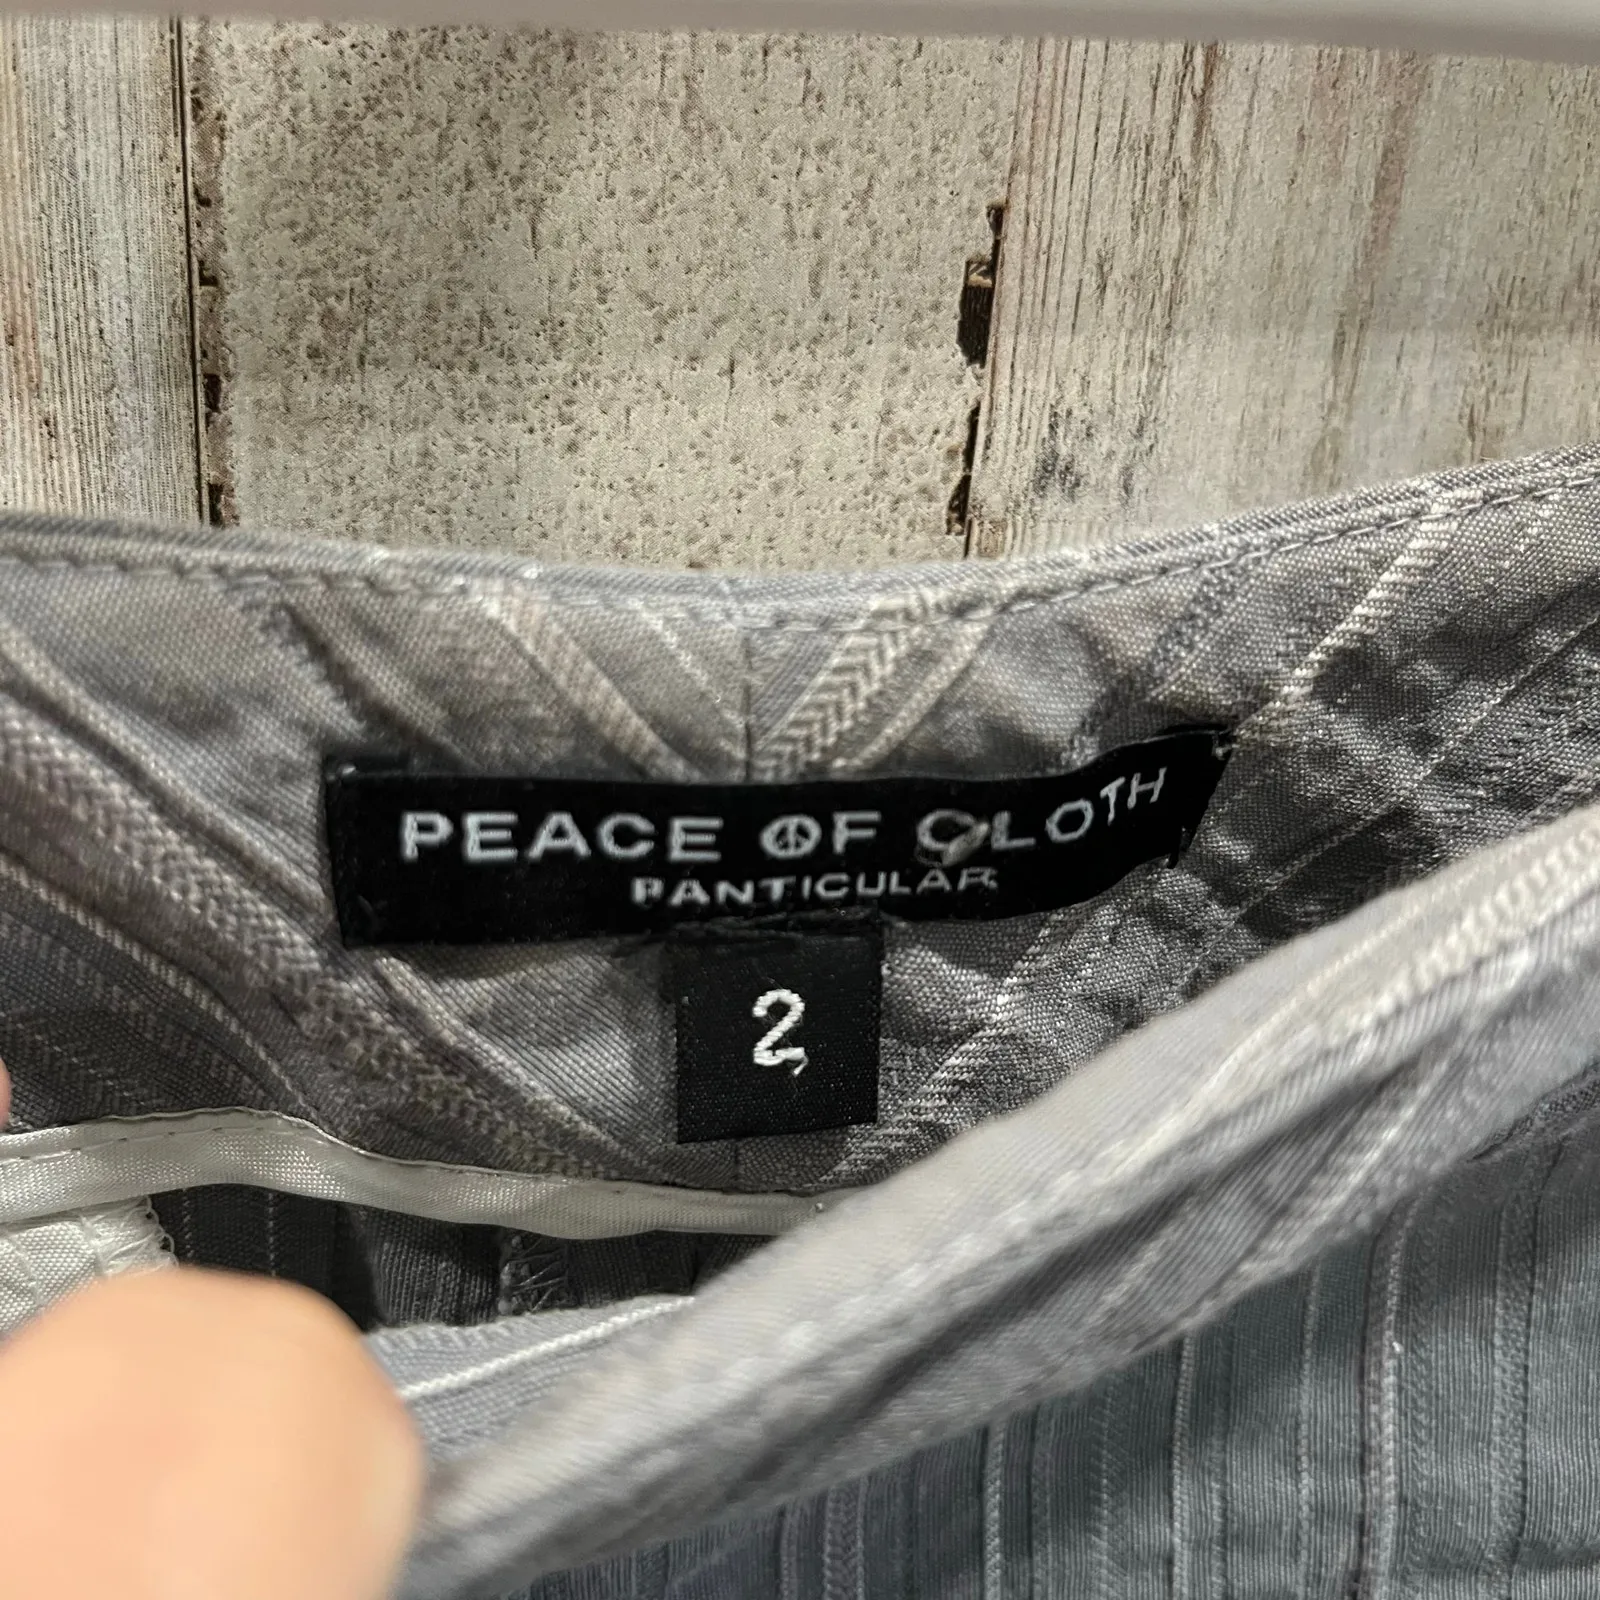 PEACE OF CLOTH
PANTICULAR
2